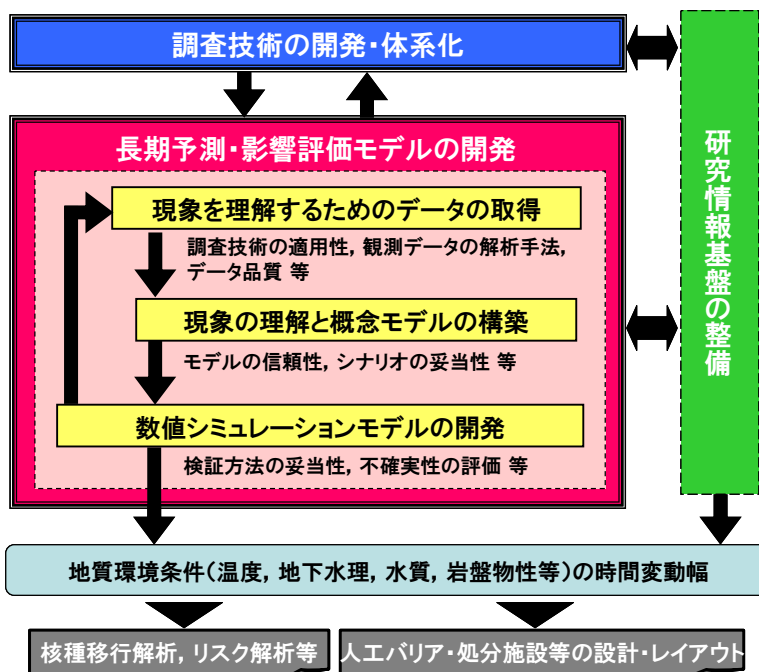 調査技術の開発・体系化
長期予測・影響評価モデルの開発
現象を理解するためのデータの取得
調査技術の適用性, 観測データの解析手法,
データ品質 等
現象の理解と概念モデルの構築
モデルの信頼性, シナリオの妥当性 等
数値シミュレーションモデルの開発
検証方法の妥当性, 不確実性の評価 等
研究情報基盤の整備
地質環境条件(温度, 地下水理, 水質, 岩盤物性等)の時間変動幅
核種移行解析, リスク解析等
人工バリア・処分施設等の設計・レイアウト